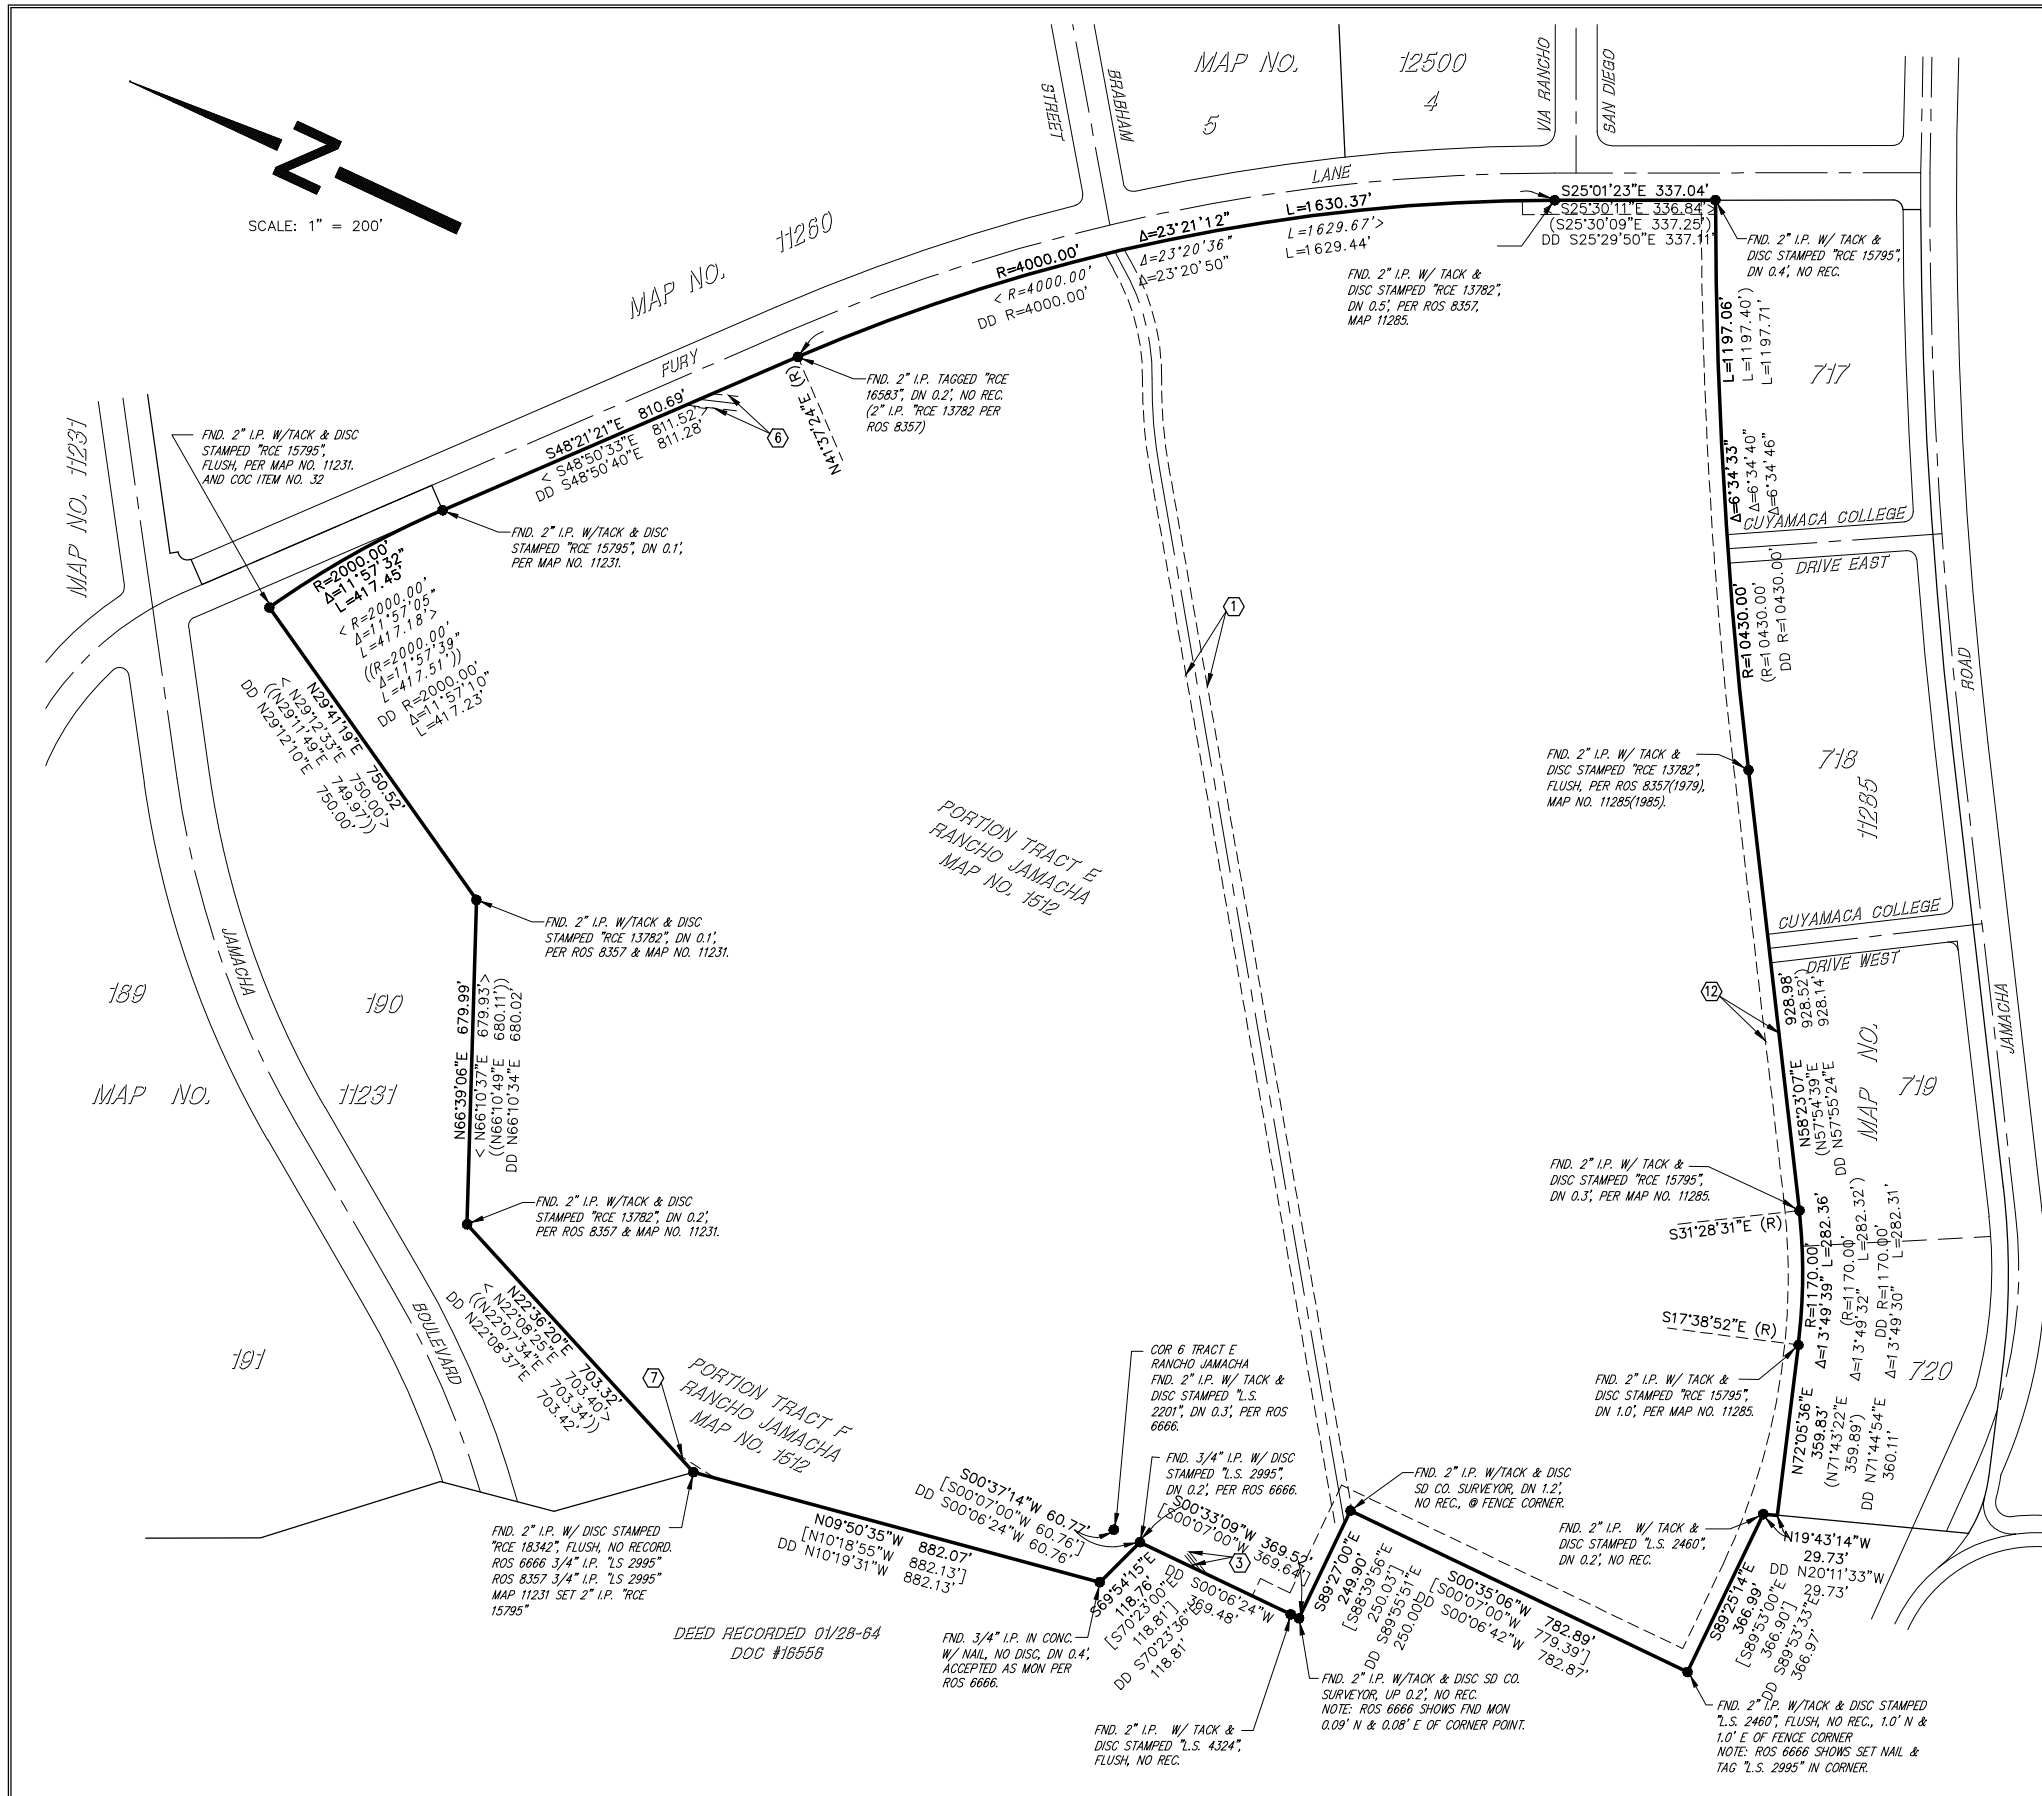 MAP NO.
12500
5
4
STREET
BRABHAM
VIA RANCHO
SAN DIEGO
SCALE: 1" = 200'
MAP NO. 11260
LANE
FURY
S25°01'23"E 337.04'
S25°30'11"E 336.84'>
(S25°30'09"E 337.25')
DD S25°29'50"E 337.11'
R=4000.00'
Δ=23°21'12"
L=1630.37'
< R=4000.00'
Δ=23°20'36"
L=1629.67'>
DD R=4000.00'
Δ=23°20'50"
L=1629.44'
FND. 2" I.P. W/ TACK &
DISC STAMPED "RCE 15795",
DN 0.4', NO REC.
FND. 2" I.P. W/ TACK &
DISC STAMPED "RCE 13782",
DN 0.5', PER ROS 8357,
MAP 11285.
L=1197.06'
L=1197.40')
L=1197.71'
717
Δ=6°34'33"
Δ=6°34'40"
Δ=6°34'46"
CUYAMACA COLLEGE
DRIVE EAST
R=10430.00'
(R=10430.00'
DD R=10430.00'
N41°37'24"E (R)
FND. 2" I.P. TAGGED "RCE
16583", DN 0.2', NO REC.
(2" I.P. "RCE 13782 PER
ROS 8357)
6
S48°21'21"E 810.69'
< S48°50'33"E 811.52'>
DD S48°50'40"E 811.28'
MAP NO. 11231
FND. 2" I.P. W/TACK & DISC
STAMPED "RCE 15795",
FLUSH, PER MAP NO. 11231.
AND COC ITEM NO. 32
FND. 2" I.P. W/TACK & DISC
STAMPED "RCE 15795", DN 0.1',
PER MAP NO. 11231.
R=2000.00'
Δ=11°57'32"
L=417.45'
< R=2000.00'
Δ=11°57'05"
L=417.18'>
((R=2000.00'
Δ=11°57'39"
L=417.51'))
DD R=2000.00'
Δ=11°57'10"
L=417.23'
N29°41'19"E 750.52'
< N29°12'33"E 750.00'>
((N29°11'49"E 749.97'))
DD N29°12'10"E 750.00'
1
ROAD
FND. 2" I.P. W/ TACK &
DISC STAMPED "RCE 13782",
FLUSH, PER ROS 8357(1979),
MAP NO. 11285(1985).
718
11285
PORTION TRACT E
RANCHO JAMACHA
MAP NO. 1512
CUYAMACA COLLEGE
DRIVE WEST
FND. 2" I.P. W/TACK & DISC
STAMPED "RCE 13782", DN 0.1',
PER ROS 8357 & MAP NO. 11231.
JAMACHA
189
190
MAP NO. 11231
N66°39'06"E 679.99'
< N66°10'37"E 679.93'>
((N66°10'49"E 680.11'))
DD N66°10'34"E 680.02'
12
928.98'
928.52')
928.14'
JAMACHA
MAP NO.
719
N58°23'07"E
(N57°54'39"E
DD N57°55'24"E
FND. 2" I.P. W/ TACK &
DISC STAMPED "RCE 15795",
DN 0.3', PER MAP NO. 11285.
S31°28'31"E (R)
FND. 2" I.P. W/TACK & DISC
STAMPED "RCE 13782", DN 0.2',
PER ROS 8357 & MAP NO. 11231.
R=1170.00'
Δ=13°49'39" L=282.36'
(R=1170.00'
Δ=13°49'32" L=282.32')
DD R=1170.00'
Δ=13°49'30" L=282.31'
S17°38'52"E (R)
N22°36'20"E 703.32'
< N22°08'25"E 703.40'>
((N22°07'34"E 703.34'))
DD N22°08'37"E 703.42'
BOULEVARD
191
7
PORTION TRACT F
RANCHO JAMACHA
MAP NO. 1512
COR 6 TRACT E
RANCHO JAMACHA
FND. 2" I.P. W/ TACK &
DISC STAMPED "L.S.
2201", DN 0.3', PER ROS
6666.
FND. 2" I.P. W/ TACK &
DISC STAMPED "RCE 15795",
DN 1.0', PER MAP NO. 11285.
720
N72°05'36"E
359.83'
(N71°43'22"E
359.89')
DD N71°44'54"E
360.11'
FND. 3/4" I.P. W/ DISC
STAMPED "L.S. 2995",
DN 0.2', PER ROS 6666.
FND. 2" I.P. W/TACK & DISC
SD CO. SURVEYOR, DN 1.2',
NO REC., @ FENCE CORNER.
S00°37'14"W 60.77'
[S00°07'00"W 60.76']
DD S00°06'24"W 60.76'
S00°33'09"W 369.52'
[S00°07'00"W 369.64']
DD S00°06'24"W
369.48'
3
N09°50'35"W 882.07'
[N10°18'55"W 882.13']
DD N10°19'31"W 882.13'
FND. 2" I.P. W/ DISC STAMPED
"RCE 18342", FLUSH, NO RECORD.
ROS 6666 3/4" I.P. "LS 2995"
ROS 8357 3/4" I.P. "LS 2995"
MAP 11231 SET 2" I.P. "RCE
15795"
S69°54'15"E
118.76'
[S70°23'00"E
118.81']
DD S70°23'36"E
118.81'
S89°27'00"E
249.90'
[S88°39'56"E
250.03']
DD S89°55'51"E
250.00'
S00°35'06"W 782.89'
[S00°07'00"W 779.39']
DD S00°06'42"W 782.87'
FND. 2" I.P. W/ TACK &
DISC STAMPED "L.S. 2460",
DN 0.2', NO REC.
N19°43'14"W
29.73'
DD N20°11'33"W
29.73'
S89°25'14"E
366.99'
[S89°53'00"E
366.90']
DD S89°53'33"E
366.97'
DEED RECORDED 01/28-64
DOC #16556
FND. 3/4" I.P. IN CONC.
W/ NAIL, NO DISC, DN 0.4',
ACCEPTED AS MON PER
ROS 6666.
FND. 2" I.P. W/ TACK &
DISC STAMPED "L.S. 4324",
FLUSH, NO REC.
FND. 2" I.P. W/TACK & DISC SD CO.
SURVEYOR, UP 0.2', NO REC.
NOTE: ROS 6666 SHOWS FND MON
0.09' N & 0.08' E OF CORNER POINT.
FND. 2" I.P. W/TACK & DISC STAMPED
"L.S. 2460", FLUSH, NO REC., 1.0' N &
1.0' E OF FENCE CORNER
NOTE: ROS 6666 SHOWS SET NAIL &
TAG "L.S. 2995" IN CORNER.